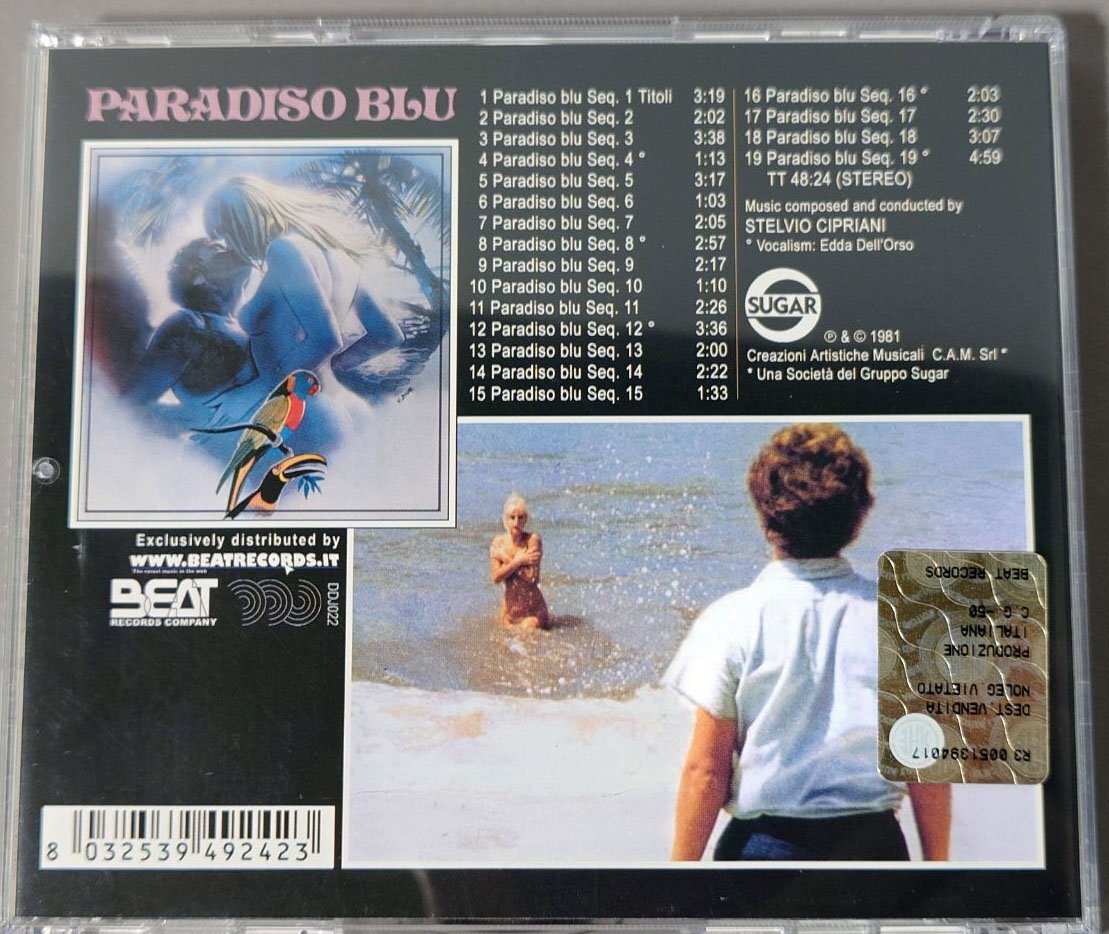 PARADISO BLU
1 Paradiso blu Seq. 1 Titoli 3:19
2 Paradiso blu Seq. 2 2:02
3 Paradiso blu Seq. 3 3:38
4 Paradiso blu Seq. 4 ° 1:13
5 Paradiso blu Seq. 5 3:17
6 Paradiso blu Seq. 6 1:03
7 Paradiso blu Seq. 7 2:05
8 Paradiso blu Seq. 8 ° 2:57
9 Paradiso blu Seq. 9 2:17
10 Paradiso blu Seq. 10 1:10
11 Paradiso blu Seq. 11 2:26
12 Paradiso blu Seq. 12 ° 3:36
13 Paradiso blu Seq. 13 2:00
14 Paradiso blu Seq. 14 2:22
15 Paradiso blu Seq. 15 1:33
16 Paradiso blu Seq. 16 ° 2:03
17 Paradiso blu Seq. 17 2:30
18 Paradiso blu Seq. 18 3:07
19 Paradiso blu Seq. 19 ° 4:59
TT 48:24 (STEREO)
Music composed and conducted by
STELVIO CIPRIANI
° Vocalism: Edda Dell'Orso
SUGAR
℗ & © 1981
Creazioni Artistiche Musicali C.A.M. Srl *
* Una Società del Gruppo Sugar
Exclusively distributed by
WWW.BEATRECORDS.IT
BEAT
RECORDS COMPANY
DDJ022
R3 0051394017
DEST.VENDITA
NOLEG.VIETATO
PRODUZIONE
ITALIANA
C.G.-60
BEAT RECORDS
8 032539 492423